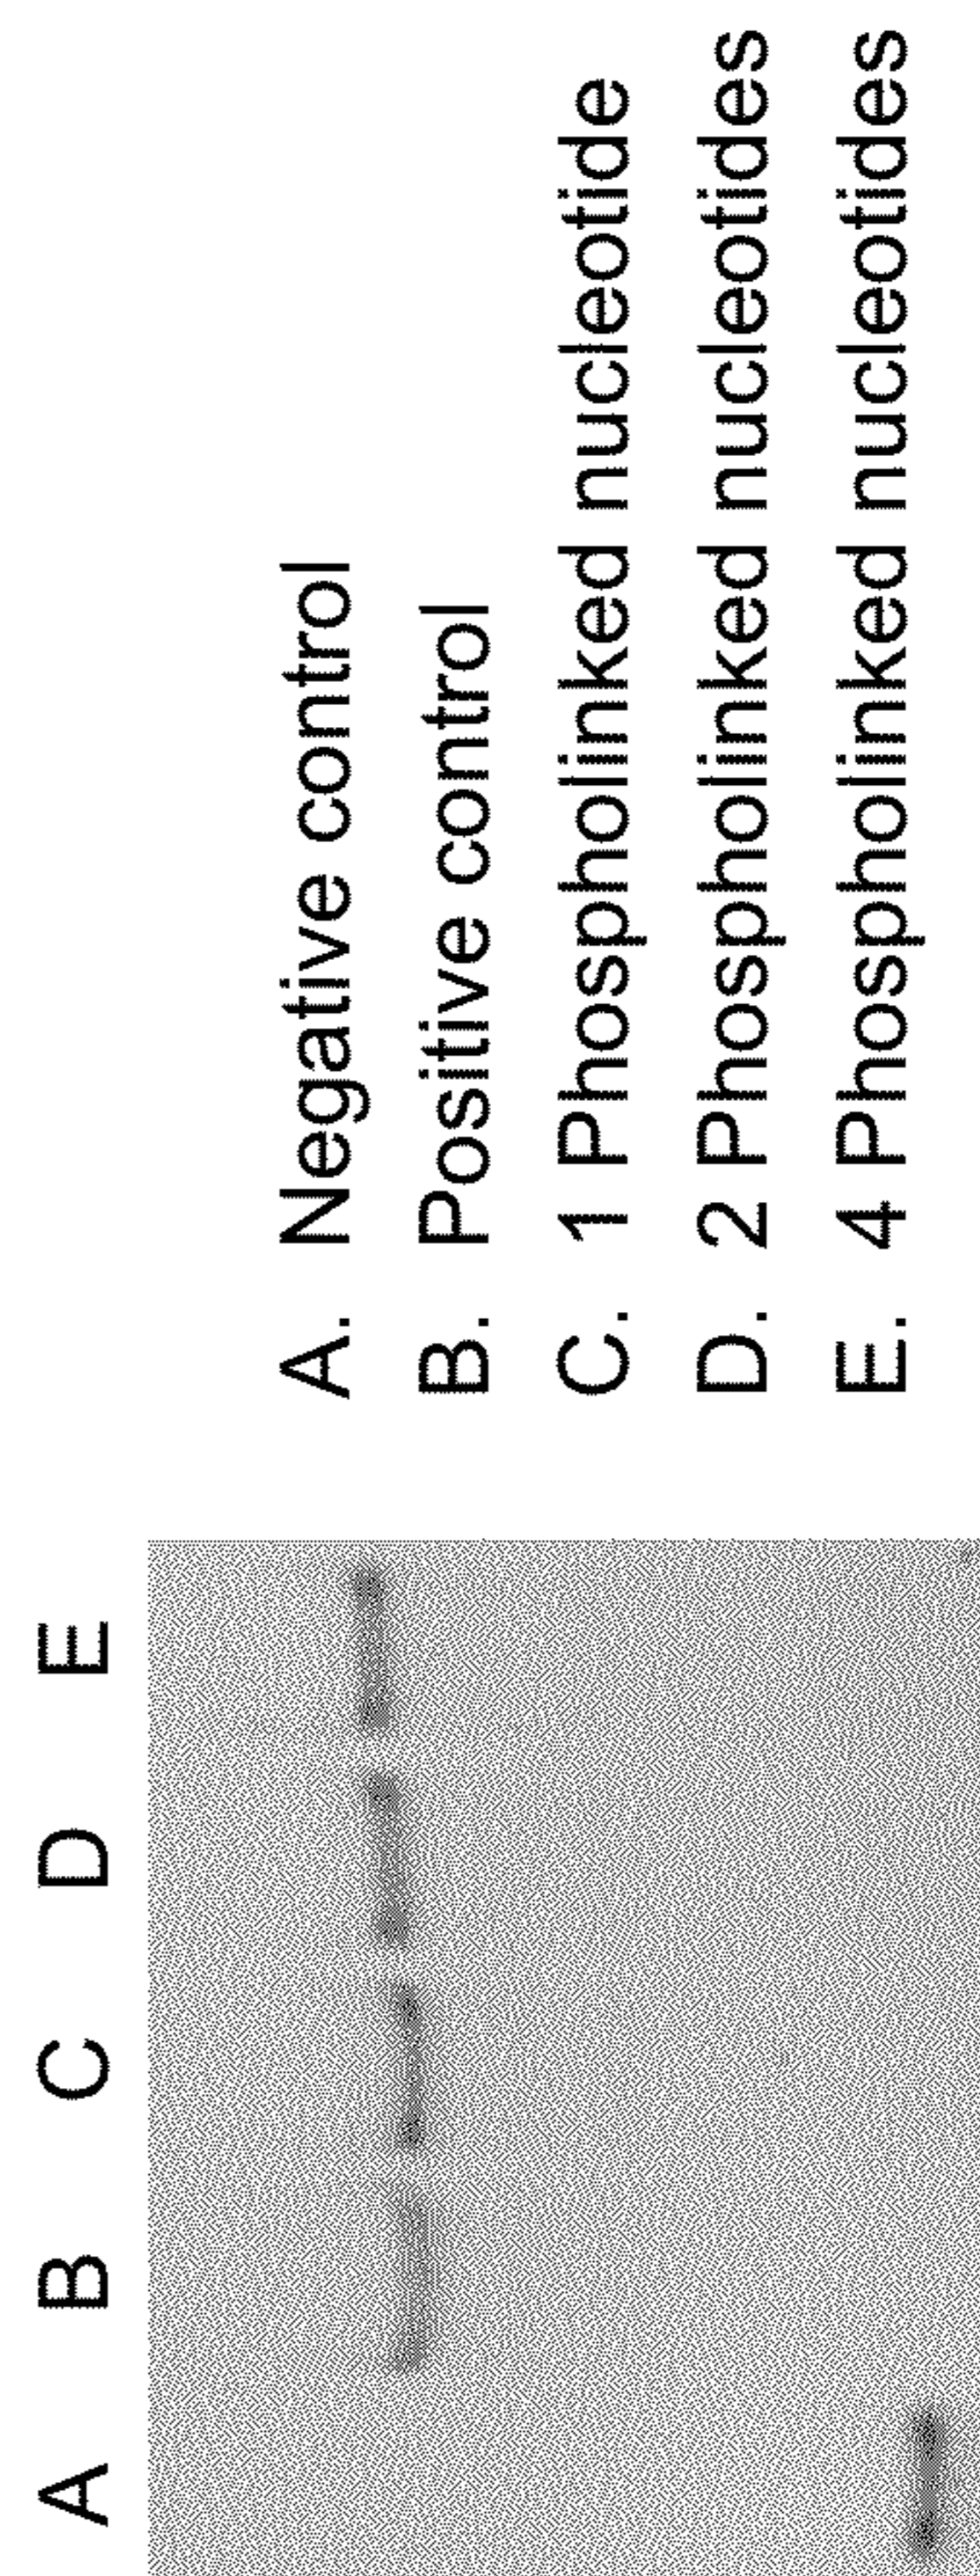 A B C D E
A. Negative control
B. Positive control
C. 1 Phospholinked nucleotide
D. 2 Phospholinked nucleotides
E. 4 Phospholinked nucleotides